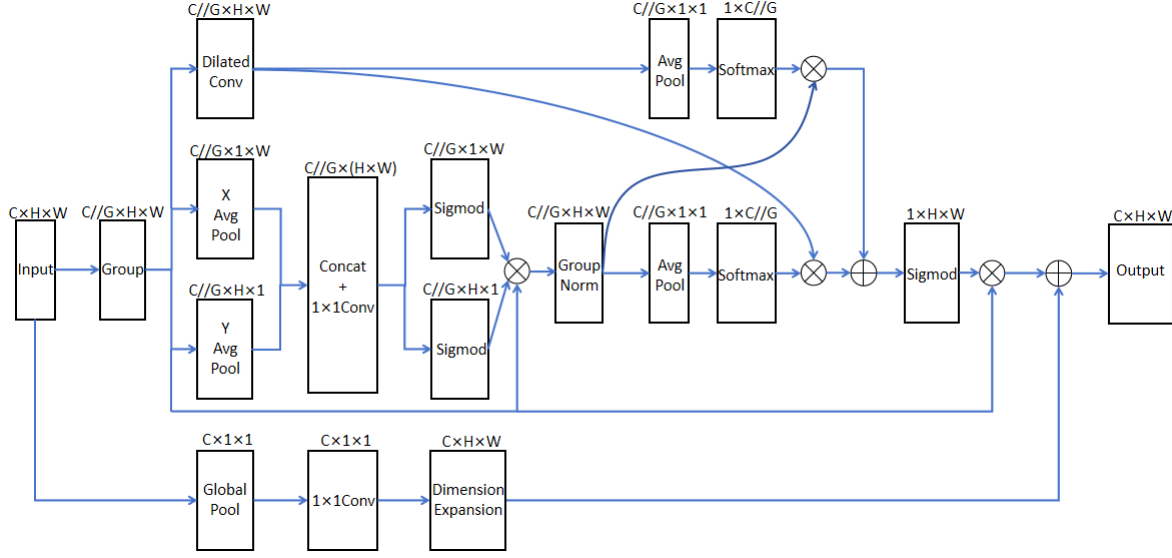 C//G×H×W
Dilated
Conv
C//G×1×1
Avg
Pool
1×C//G
Softmax
C//G×1×W
X
Avg
Pool
C//G×(H×W)
Concat
+
1×1Conv
C//G×1×W
Sigmod
C×H×W
Input
C//G×H×W
Group
C//G×H×1
Y
Avg
Pool
C//G×H×1
Sigmod
C//G×H×W
Group
Norm
C//G×1×1
Avg
Pool
1×C//G
Softmax
1×H×W
Sigmod
C×H×W
Output
C×1×1
Global
Pool
C×1×1
1×1Conv
C×H×W
Dimension
Expansion